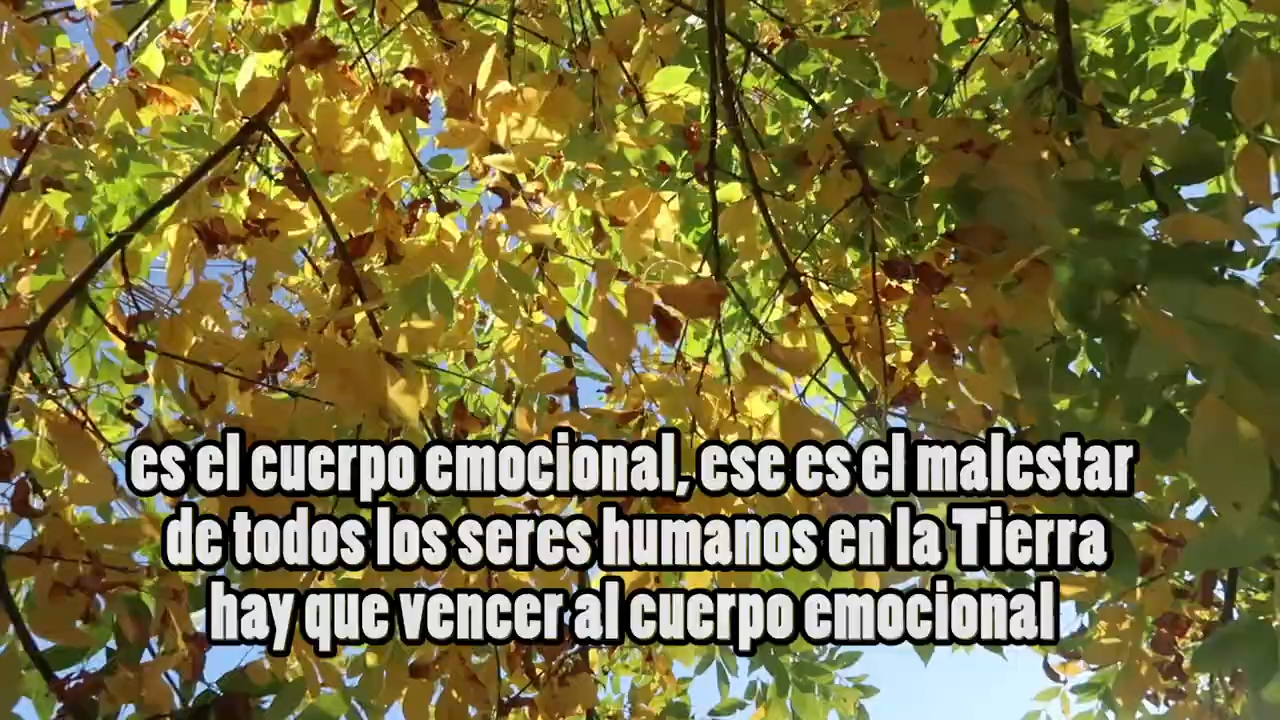 es el cuerpo emocional, ese es el malestar
de todos los seres humanos en la Tierra
hay que vencer al cuerpo emocional